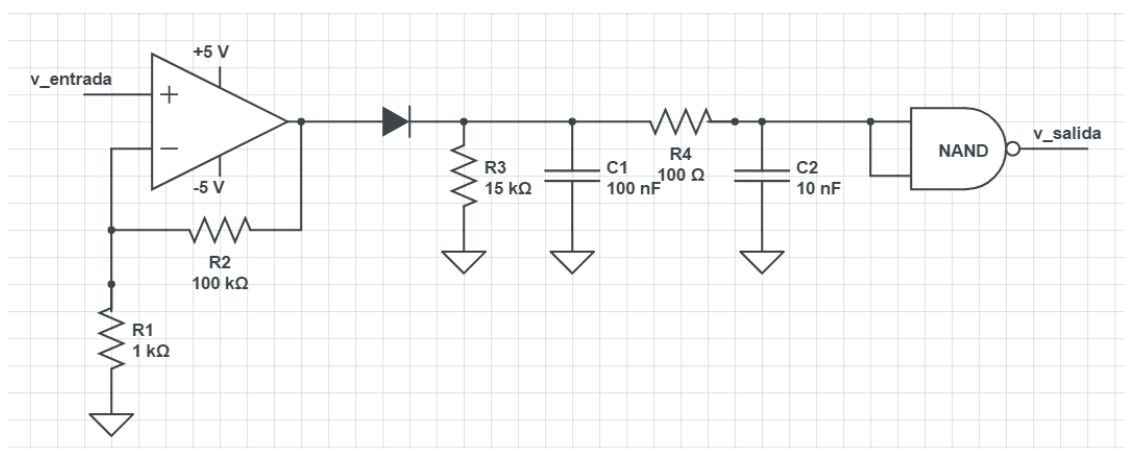 +5 V
v_entrada
+
−
-5 V
R2
100 kΩ
R1
1 kΩ
R3
15 kΩ
C1
100 nF
R4
100 Ω
C2
10 nF
NAND
v_salida